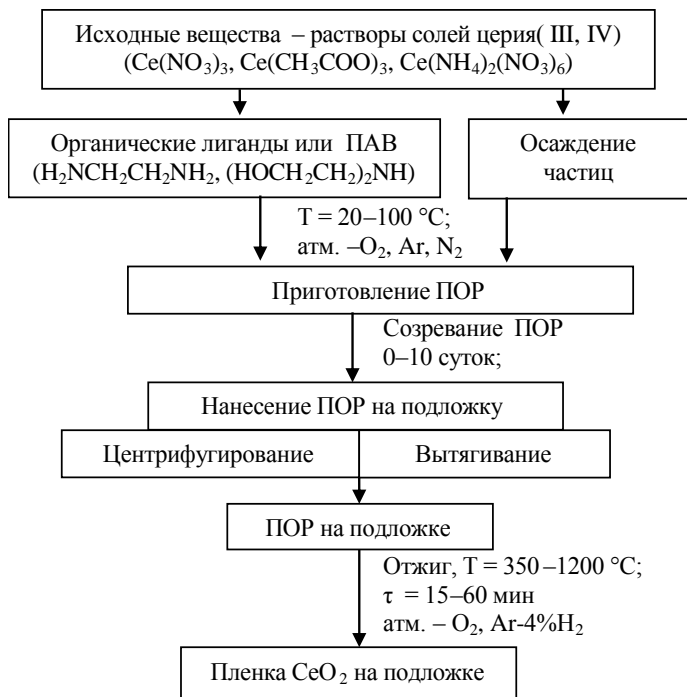 Исходные вещества – растворы солей церия( III, IV)
(Ce(NO₃)₃, Ce(CH₃COO)₃, Ce(NH₄)₂(NO₃)₆)
Органические лиганды или ПАВ
(H₂NCH₂CH₂NH₂, (HOCH₂CH₂)₂NH)
Осаждение
частиц
T = 20–100 °C;
атм. –O₂, Ar, N₂
Приготовление ПОР
Созревание ПОР
0–10 суток;
Нанесение ПОР на подложку
Центрифугирование
Вытягивание
ПОР на подложке
Отжиг, T = 350–1200 °C;
τ = 15–60 мин
атм. – O₂, Ar-4%H₂
Пленка CeO₂ на подложке